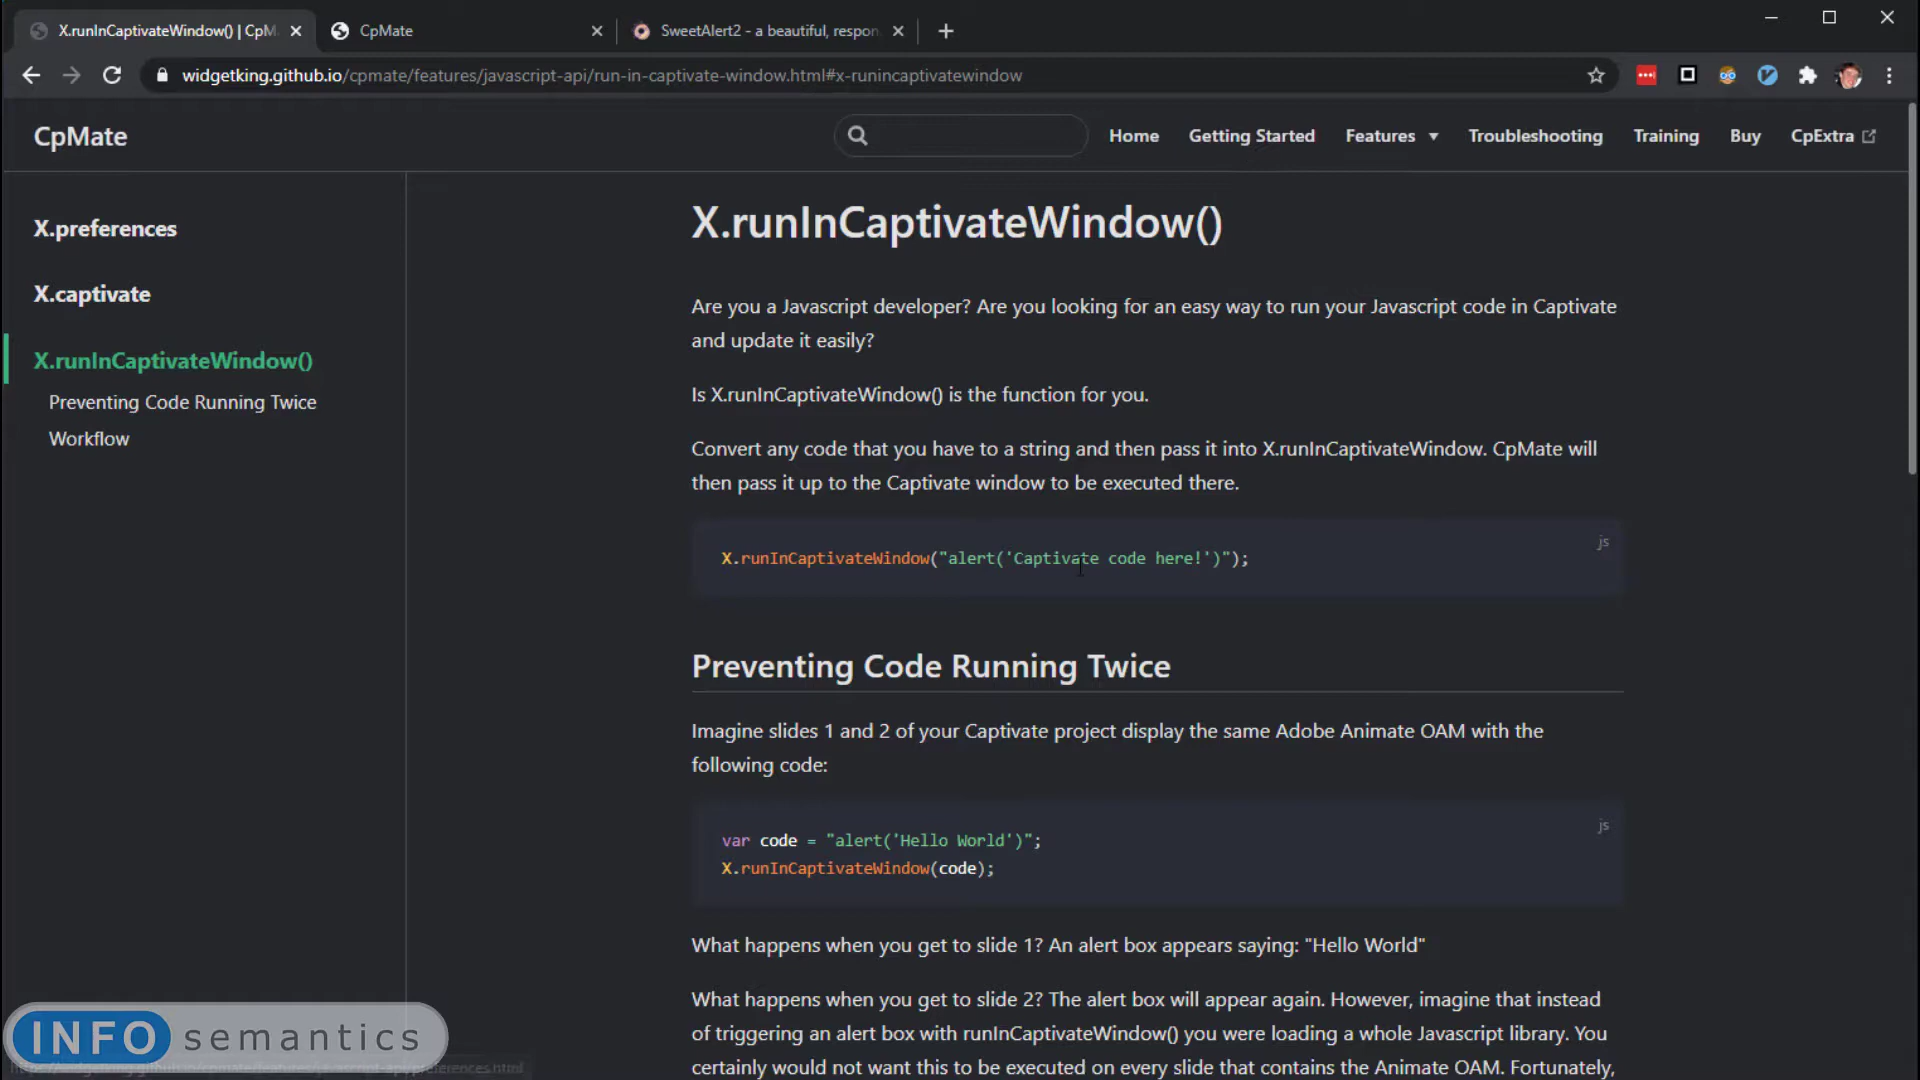 X.runInCaptivateWindow() | CpM
CpMate
SweetAlert2 - a beautiful, respon
widgetking.github.io/cpmate/features/javascript-api/run-in-captivate-window.html#x-runincaptivatewindow
CpMate
Home
Getting Started
Features
Troubleshooting
Training
Buy
CpExtra
X.preferences
X.captivate
X.runInCaptivateWindow()
Preventing Code Running Twice
Workflow
X.runInCaptivateWindow()
Are you a Javascript developer? Are you looking for an easy way to run your Javascript code in Captivate
and update it easily?
Is X.runInCaptivateWindow() is the function for you.
Convert any code that you have to a string and then pass it into X.runInCaptivateWindow. CpMate will
then pass it up to the Captivate window to be executed there.
js
X.runInCaptivateWindow("alert('Captivate code here!')");
Preventing Code Running Twice
Imagine slides 1 and 2 of your Captivate project display the same Adobe Animate OAM with the
following code:
js
var code = "alert('Hello World')";
X.runInCaptivateWindow(code);
What happens when you get to slide 1? An alert box appears saying: "Hello World"
What happens when you get to slide 2? The alert box will appear again. However, imagine that instead
of triggering an alert box with runInCaptivateWindow() you were loading a whole Javascript library. You
certainly would not want this to be executed on every slide that contains the Animate OAM. Fortunately,
INFO semantics